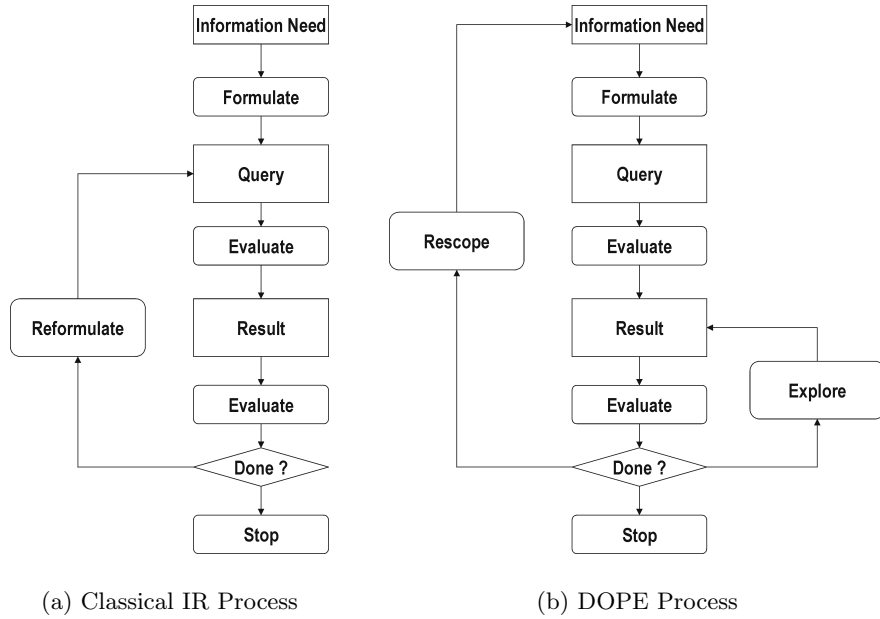 Information Need
Formulate
Query
Evaluate
Reformulate
Result
Evaluate
Done ?
Stop
(a) Classical IR Process
Information Need
Formulate
Query
Rescope
Evaluate
Result
Explore
Evaluate
Done ?
Stop
(b) DOPE Process